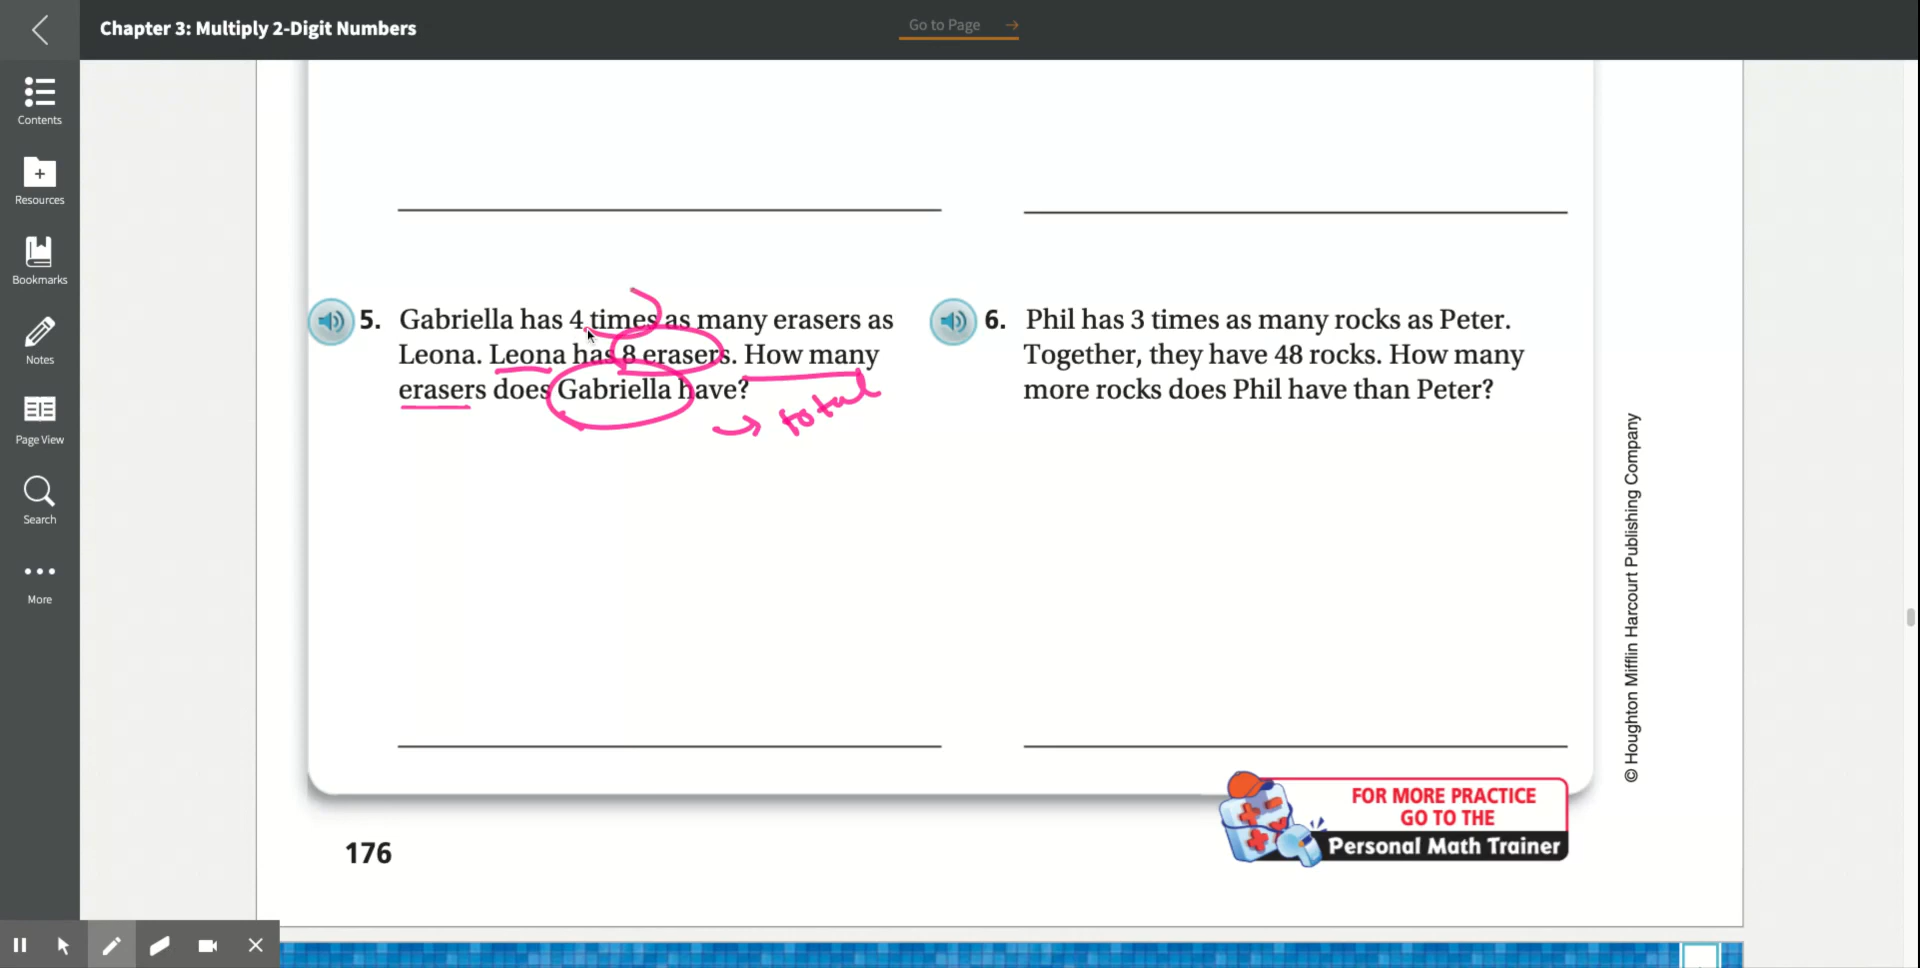 Chapter 3: Multiply 2-Digit Numbers
Go to Page →
Contents
Resources
Bookmarks
Notes
Page View
Search
More
5. Gabriella has 4 times as many erasers as
Leona. Leona has 8 erasers. How many
erasers does Gabriella have?
→ total
6. Phil has 3 times as many rocks as Peter.
Together, they have 48 rocks. How many
more rocks does Phil have than Peter?
© Houghton Mifflin Harcourt Publishing Company
FOR MORE PRACTICE
GO TO THE
Personal Math Trainer
176